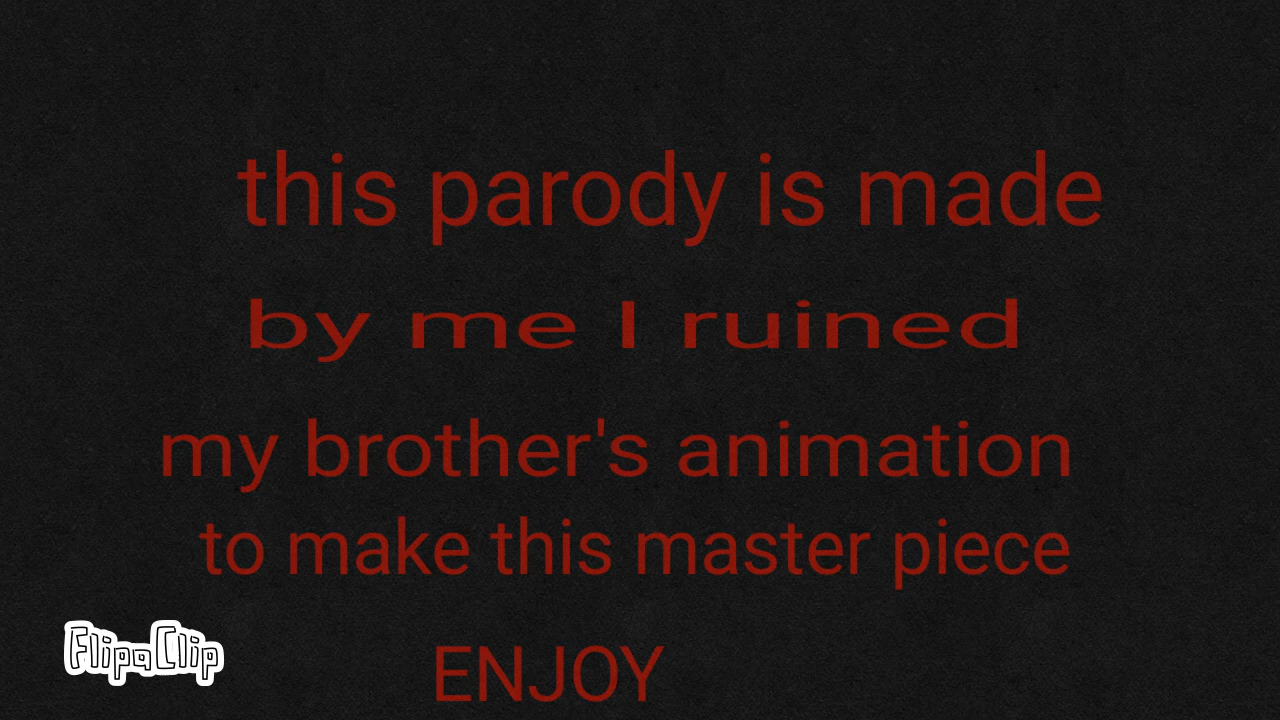 this parody is made
by me I ruined
my brother's animation
to make this master piece
FlipaClip
ENJOY